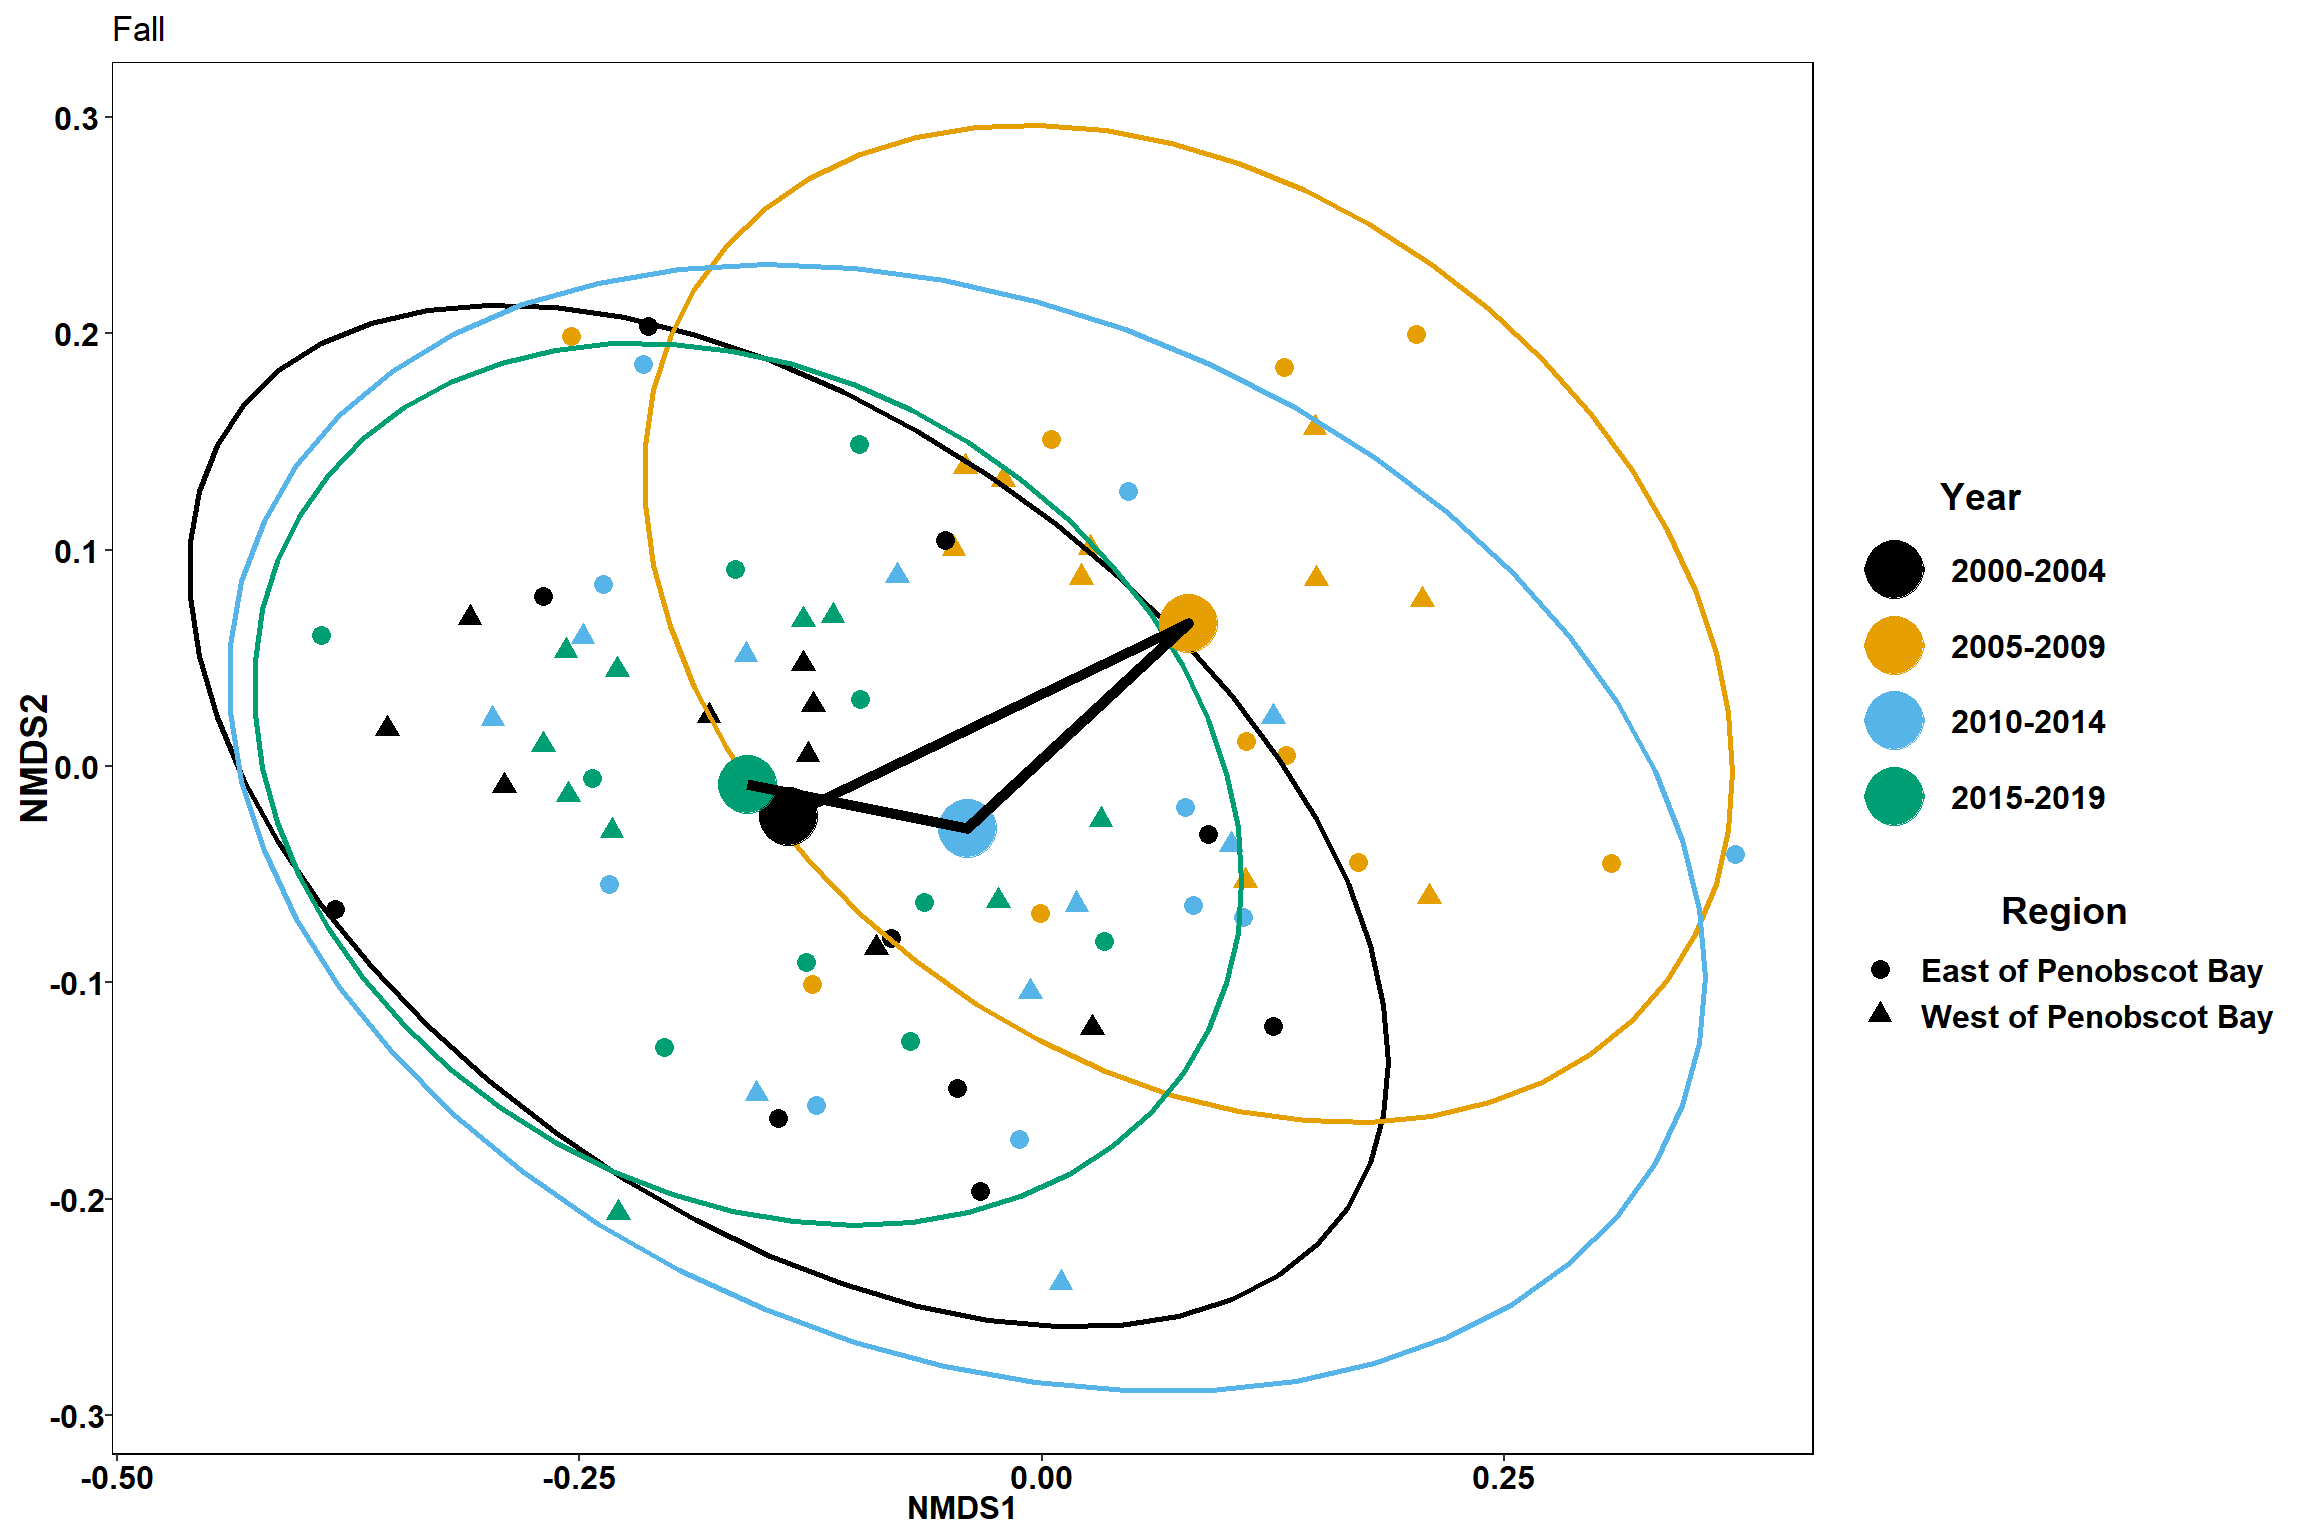 Fall
0.3
0.2
0.1
0.0
-0.1
-0.2
-0.3
NMDS2
-0.50
-0.25
0.00
0.25
NMDS1
Year
2000-2004
2005-2009
2010-2014
2015-2019
Region
East of Penobscot Bay
West of Penobscot Bay